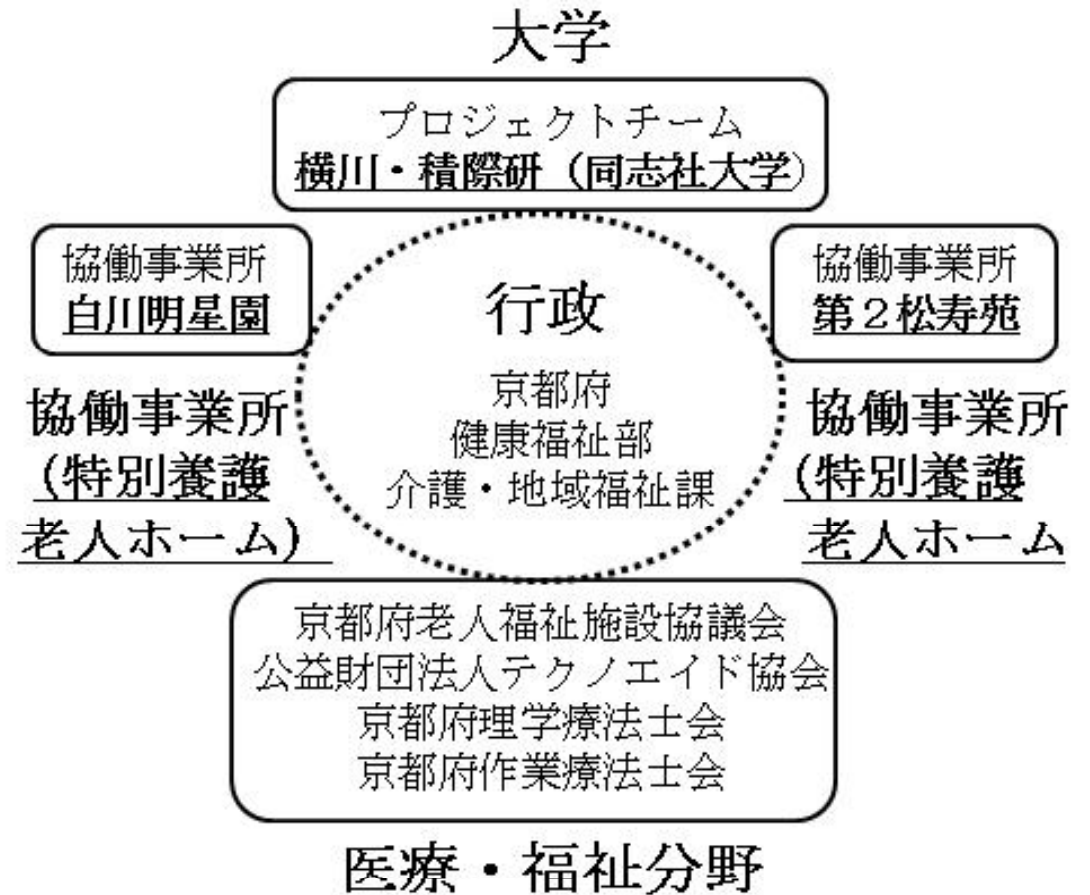 大学
プロジェクトチーム
横川・積際研（同志社大学）
協働事業所
白川明星園
協働事業所
(特別養護
老人ホーム)
行政
京都府
健康福祉部
介護・地域福祉課
協働事業所
第２松寿苑
協働事業所
(特別養護
老人ホーム
京都府老人福祉施設協議会
公益財団法人テクノエイド協会
京都府理学療法士会
京都府作業療法士会
医療・福祉分野